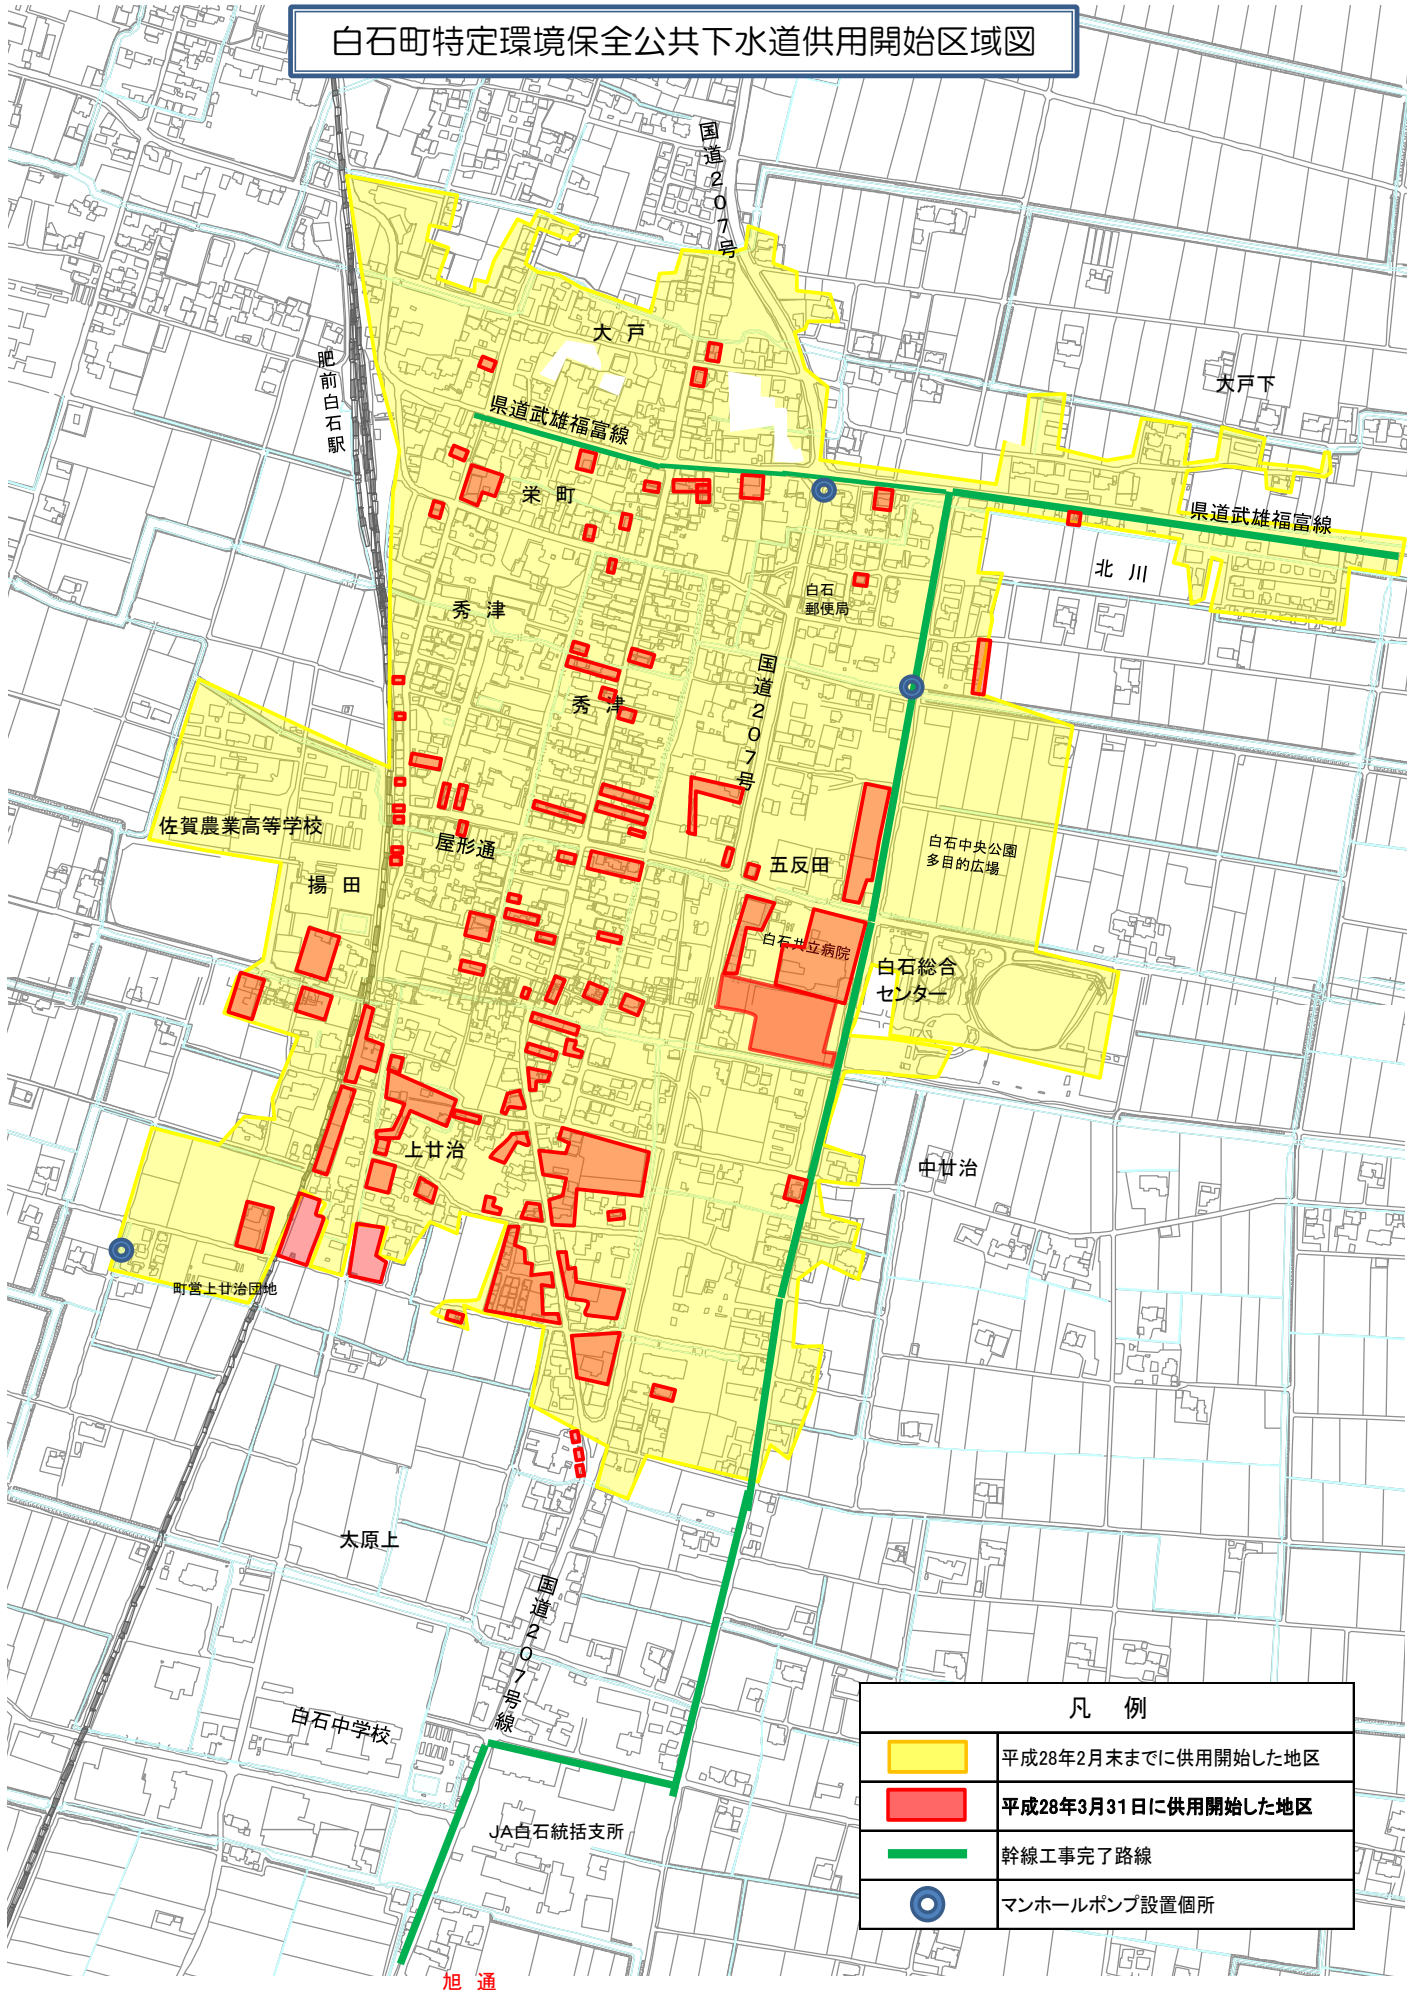 白石町特定環境保全公共下水道供用開始区域図
国道207号
大戸
肥前白石駅
大戸下
県道武雄福富線
栄町
県道武雄福富線
北川
白石
郵便局
秀津
国道207号
秀津
佐賀農業高等学校
屋形通
白石中央公園
多目的広場
五反田
揚田
白石共立病院
白石総合
センター
上廿治
中廿治
町営上廿治団地
太原上
国道207号線
白石中学校
JA白石統括支所
旭通
凡例
平成28年2月末までに供用開始した地区
平成28年3月31日に供用開始した地区
幹線工事完了路線
マンホールポンプ設置個所